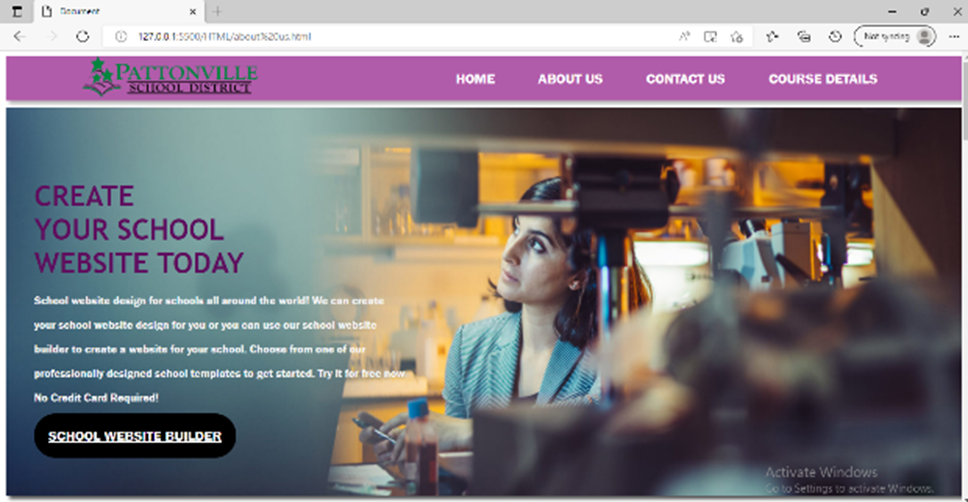 Document
127.0.0.1:5500/HTML/about%20us.html
Not syncing
PATTONVILLE
SCHOOL DISTRICT
HOME ABOUT US CONTACT US COURSE DETAILS
CREATE
YOUR SCHOOL
WEBSITE TODAY
School website design for schools all around the world! We can create
your school website design for you or you can use our school website
builder to create a website for your school. Choose from one of our
professionally designed school templates to get started. Try it for free now
No Credit Card Required!
SCHOOL WEBSITE BUILDER
Activate Windows
Go to Settings to activate Windows.